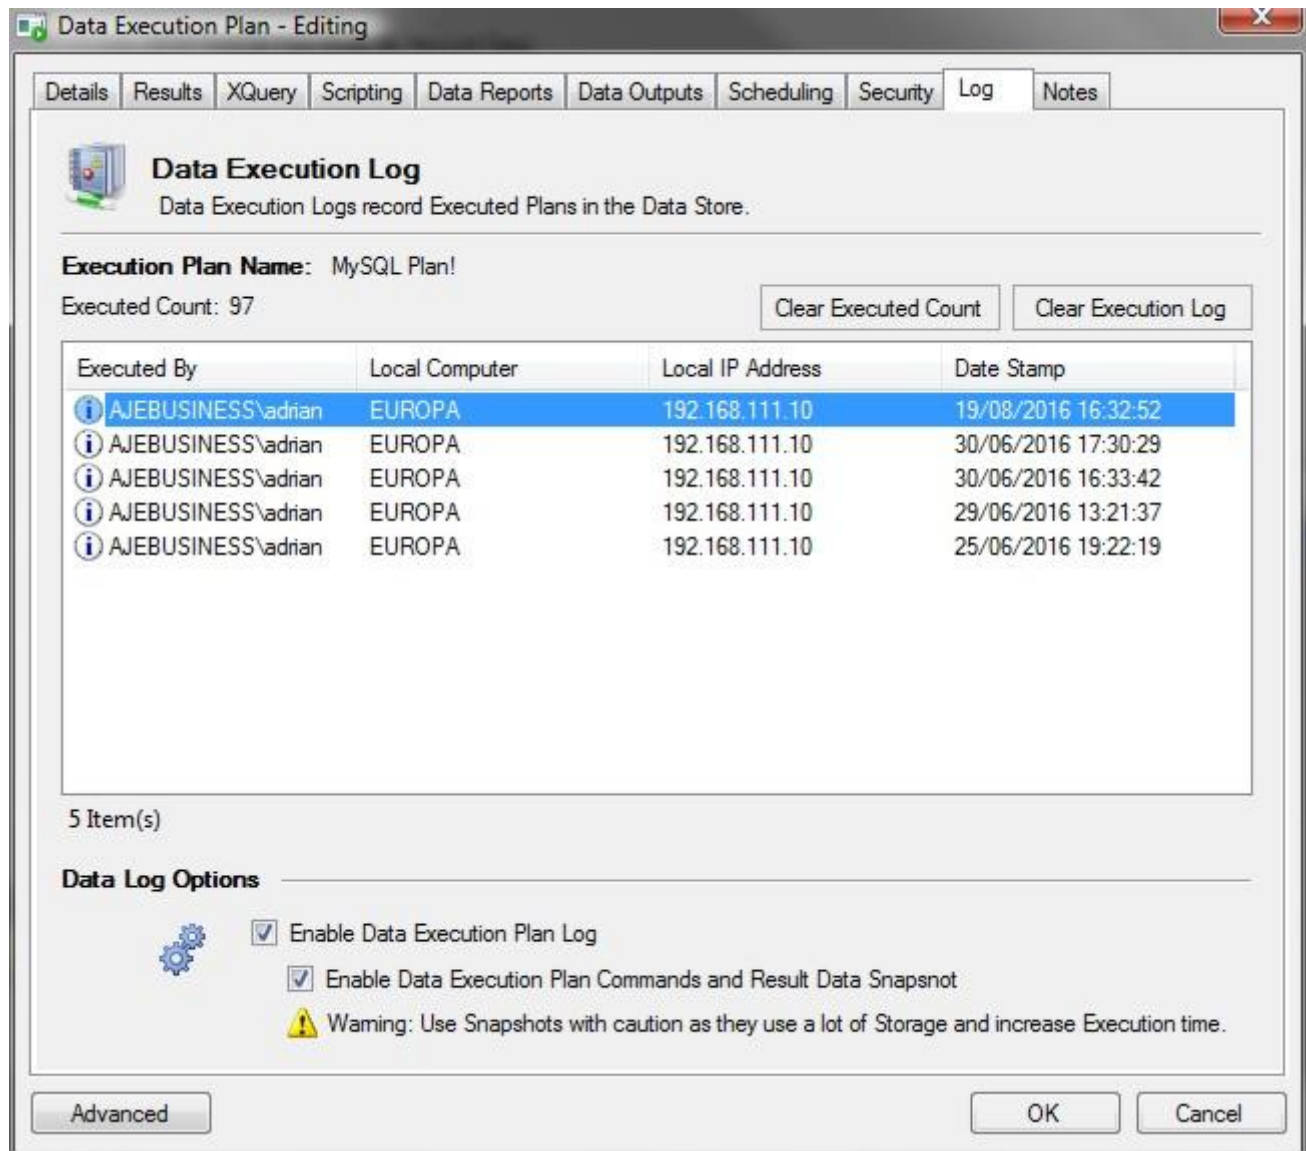 Data Execution Plan - Editing
Details Results XQuery Scripting Data Reports Data Outputs Scheduling Security Log Notes
Data Execution Log
Data Execution Logs record Executed Plans in the Data Store.
Execution Plan Name: MySQL Plan!
Executed Count: 97
Clear Executed Count Clear Execution Log
Executed By Local Computer Local IP Address Date Stamp
AJEBUSINESS\adrian EUROPA 192.168.111.10 19/08/2016 16:32:52
AJEBUSINESS\adrian EUROPA 192.168.111.10 30/06/2016 17:30:29
AJEBUSINESS\adrian EUROPA 192.168.111.10 30/06/2016 16:33:42
AJEBUSINESS\adrian EUROPA 192.168.111.10 29/06/2016 13:21:37
AJEBUSINESS\adrian EUROPA 192.168.111.10 25/06/2016 19:22:19
5 Item(s)
Data Log Options
Enable Data Execution Plan Log
Enable Data Execution Plan Commands and Result Data Snapsnot
Warning: Use Snapshots with caution as they use a lot of Storage and increase Execution time.
Advanced OK Cancel